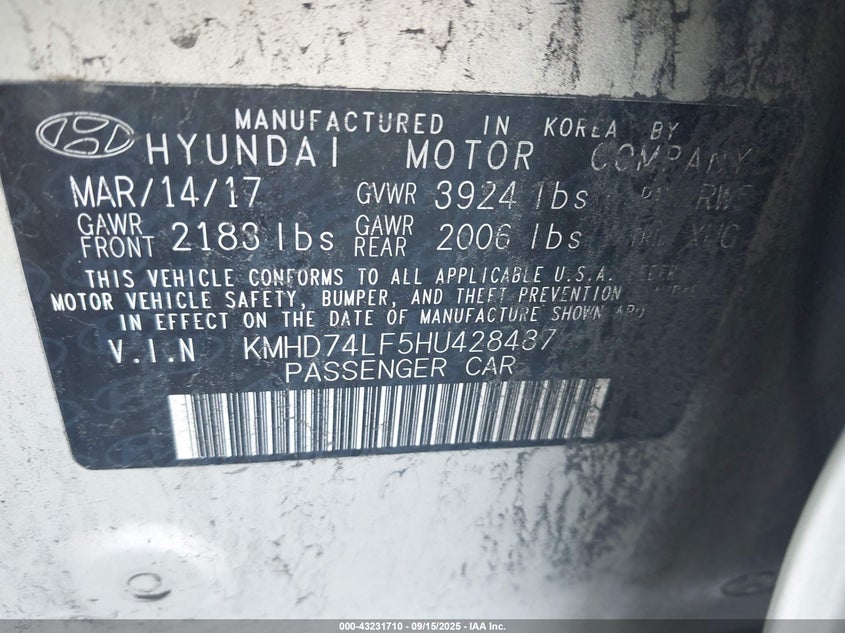 MANUFACTURED IN KOREA BY
HYUNDAI MOTOR COMPANY
MAR/14/17 GVWR 3924 lbs RWF
GAWR FRONT 2183 lbs GAWR REAR 2006 lbs
THIS VEHICLE CONFORMS TO ALL APPLICABLE U.S.A.
MOTOR VEHICLE SAFETY, BUMPER, AND THEFT PREVENTION
IN EFFECT ON THE DATE OF MANUFACTURE SHOWN
V.I.N KMHD74LF5HU428487
PASSENGER CAR
000-43231710 - 09/15/2025 - IAA Inc.